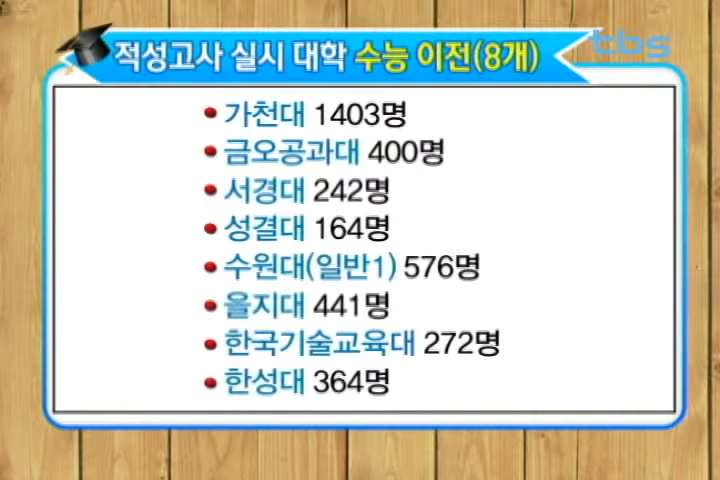 적성고사 실시 대학 수능 이전(8개)
tbs
가천대 1403명
금오공과대 400명
서경대 242명
성결대 164명
수원대(일반1) 576명
을지대 441명
한국기술교육대 272명
한성대 364명